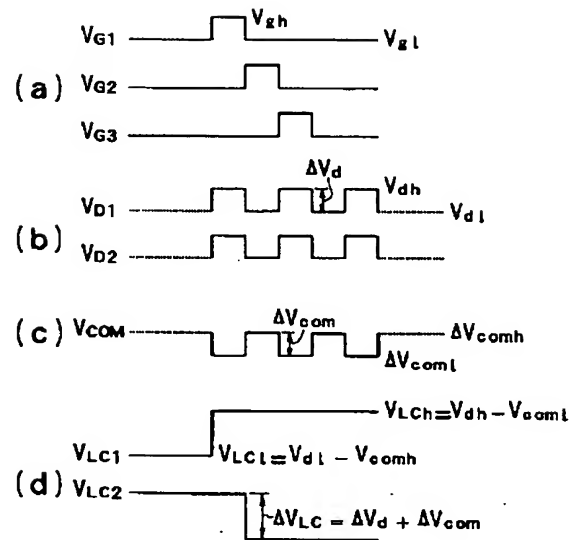 V_G1 V_gh V_gl
(a) V_G2
V_G3
ΔV_d V_dh
V_D1 V_dl
(b) V_D2
(c) V_COM ΔV_com ΔV_comh
ΔV_coml
V_LCh=V_dh-V_coml
V_LC1 V_LCl=V_dl-V_comh
(d) V_LC2
ΔV_LC = ΔV_d + ΔV_com